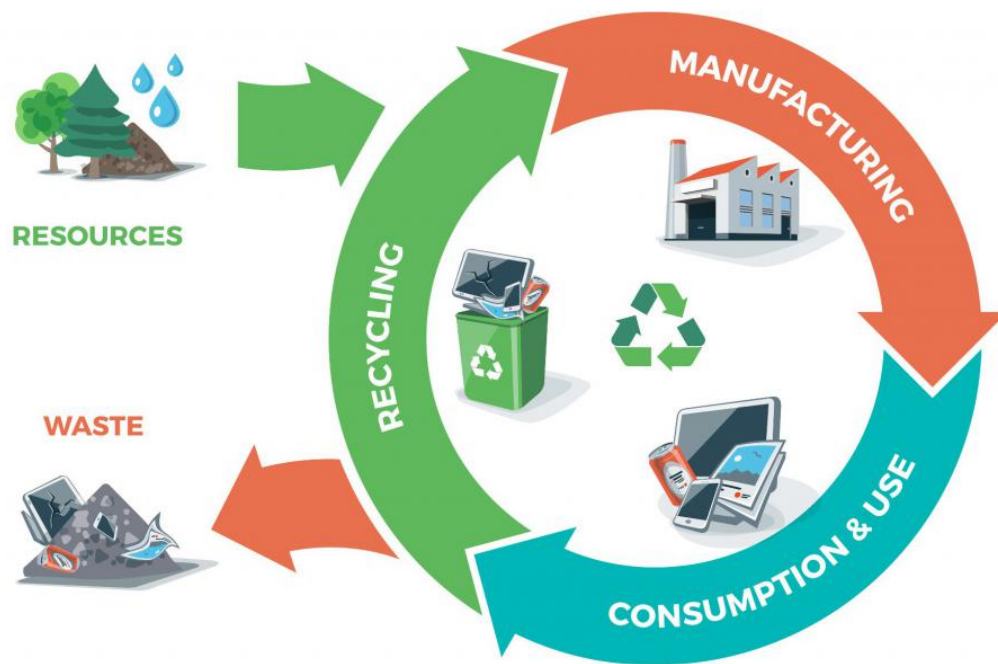 RESOURCES
MANUFACTURING
RECYCLING
WASTE
CONSUMPTION & USE